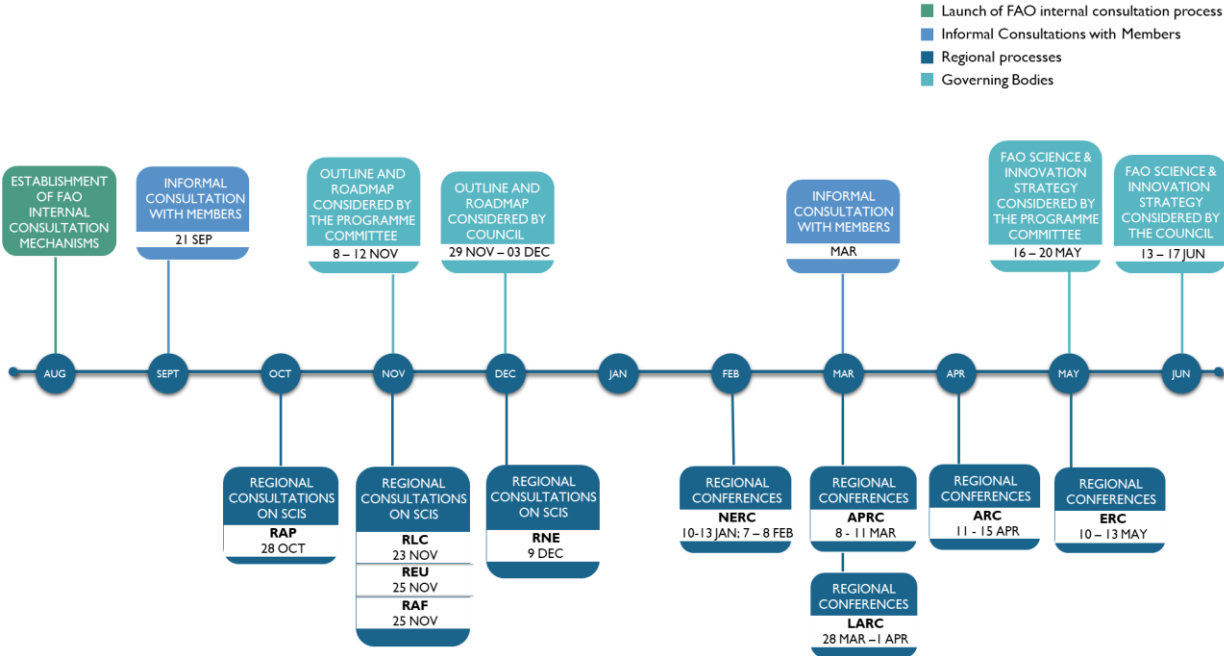 Launch of FAO internal consultation process
Informal Consultations with Members
Regional processes
Governing Bodies
ESTABLISHMENT
OF FAO
INTERNAL
CONSULTATION
MECHANISMS
INFORMAL
CONSULTATION
WITH MEMBERS
21 SEP
OUTLINE AND
ROADMAP
CONSIDERED BY
THE PROGRAMME
COMMITTEE
8 – 12 NOV
OUTLINE AND
ROADMAP
CONSIDERED BY
COUNCIL
29 NOV – 03 DEC
INFORMAL
CONSULTATION
WITH MEMBERS
MAR
FAO SCIENCE &
INNOVATION
STRATEGY
CONSIDERED BY
THE PROGRAMME
COMMITTEE
16 – 20 MAY
FAO SCIENCE &
INNOVATION
STRATEGY
CONSIDERED BY
THE COUNCIL
13 – 17 JUN
AUG
SEPT
OCT
NOV
DEC
JAN
FEB
MAR
APR
MAY
JUN
REGIONAL
CONSULTATIONS
ON SCIS
RAP
28 OCT
REGIONAL
CONSULTATIONS
ON SCIS
RLC
23 NOV
REU
25 NOV
RAF
25 NOV
REGIONAL
CONSULTATIONS
ON SCIS
RNE
9 DEC
REGIONAL
CONFERENCES
NERC
10-13 JAN; 7 – 8 FEB
REGIONAL
CONFERENCES
APRC
8 - 11 MAR
REGIONAL
CONFERENCES
LARC
28 MAR –1 APR
REGIONAL
CONFERENCES
ARC
11 - 15 APR
REGIONAL
CONFERENCES
ERC
10 – 13 MAY